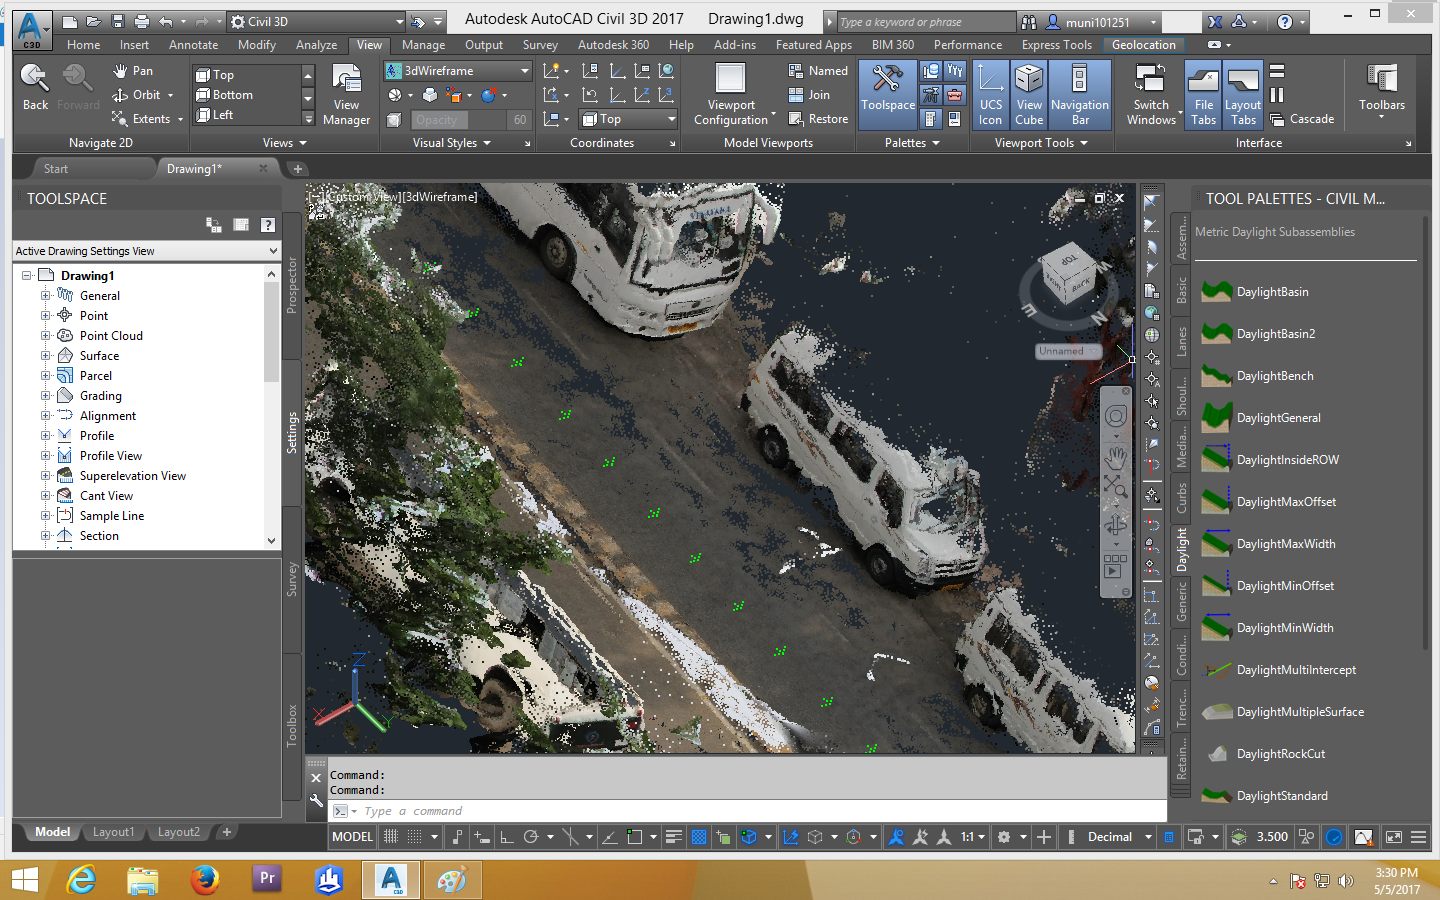 Civil 3D
Autodesk AutoCAD Civil 3D 2017 Drawing1.dwg
Type a keyword or phrase
muni101251
C3D
Home Insert Annotate Modify Analyze View Manage Output Survey Autodesk 360 Help Add-ins Featured Apps BIM 360 Performance Express Tools Geolocation
Back
Forward
Pan
Orbit
Extents
Navigate 2D
Top
Bottom
Left
View
Manager
Views
3dWireframe
Opacity 60
Visual Styles
Top
Coordinates
Viewport
Configuration
Named
Join
Restore
Model Viewports
Toolspace
Palettes
UCS
Icon
View
Cube
Navigation
Bar
Viewport Tools
Switch
Windows
File
Tabs
Layout
Tabs
Cascade
Interface
Toolbars
Start
Drawing1*
TOOLSPACE
Active Drawing Settings View
Drawing1
General
Point
Point Cloud
Surface
Parcel
Grading
Alignment
Profile
Profile View
Superelevation View
Cant View
Sample Line
Section
Prospector
Settings
Survey
Toolbox
[-][Custom View][3dWireframe]
TOP
BACK
E
N
W
Unnamed
Z
X
Y
TOOL PALETTES - CIVIL M...
Metric Daylight Subassemblies
DaylightBasin
DaylightBasin2
DaylightBench
DaylightGeneral
DaylightInsideROW
DaylightMaxOffset
DaylightMaxWidth
DaylightMinOffset
DaylightMinWidth
DaylightMultiIntercept
DaylightMultipleSurface
DaylightRockCut
DaylightStandard
Assem...
Basic
Lanes
Shoul...
Media...
Curbs
Daylight
Generic
Condi...
Trenc...
Retain...
Command:
Command:
Type a command
Model
Layout1
Layout2
MODEL
1:1
Decimal
3.500
Pr
3:30 PM
5/5/2017